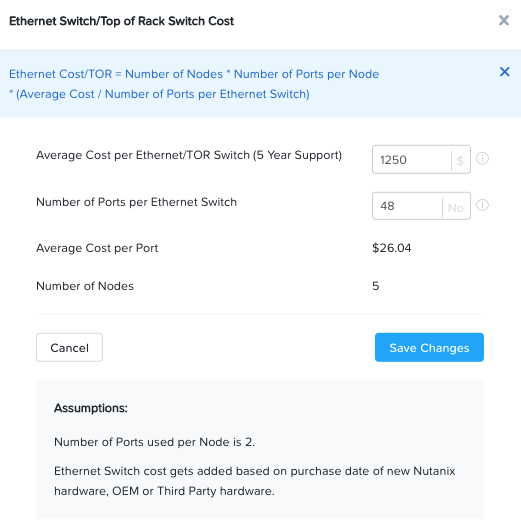 Ethernet Switch/Top of Rack Switch Cost
Ethernet Cost/TOR = Number of Nodes * Number of Ports per Node
* (Average Cost / Number of Ports per Ethernet Switch)
Average Cost per Ethernet/TOR Switch (5 Year Support) 1250 $
Number of Ports per Ethernet Switch 48 No
Average Cost per Port $26.04
Number of Nodes 5
Cancel Save Changes
Assumptions:
Number of Ports used per Node is 2.
Ethernet Switch cost gets added based on purchase date of new Nutanix
hardware, OEM or Third Party hardware.